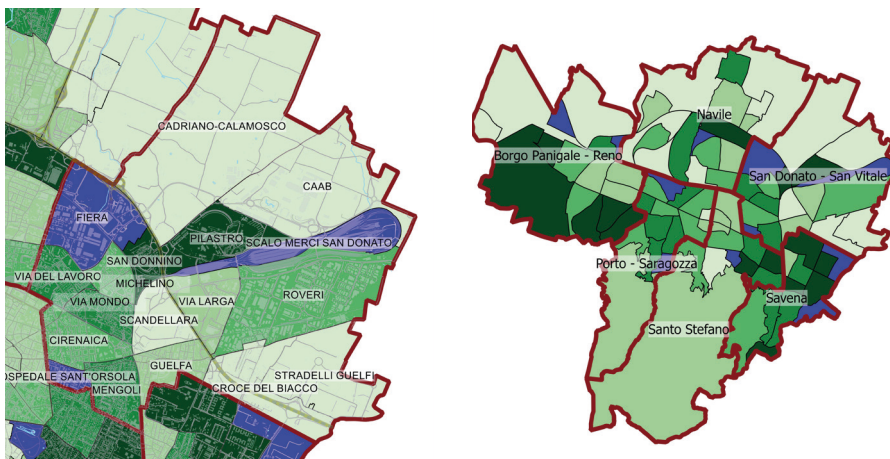 CADRIANO-CALAMOSCO
CAAB
FIERA
PILASTRO
SCALO MERCI SAN DONATO
SAN DONNINO
VIA DEL LAVORO
MICHELINO
VIA MONDO
VIA LARGA
ROVERI
SCANDELLARA
CIRENAICA
GUELFA
OSPEDALE SANT'ORSOLA
MENGOLI
STRADELLI GUELFI
CROCE DEL BIACCO
Navile
Borgo Panigale - Reno
San Donato - San Vitale
Porto - Saragozza
Savena
Santo Stefano